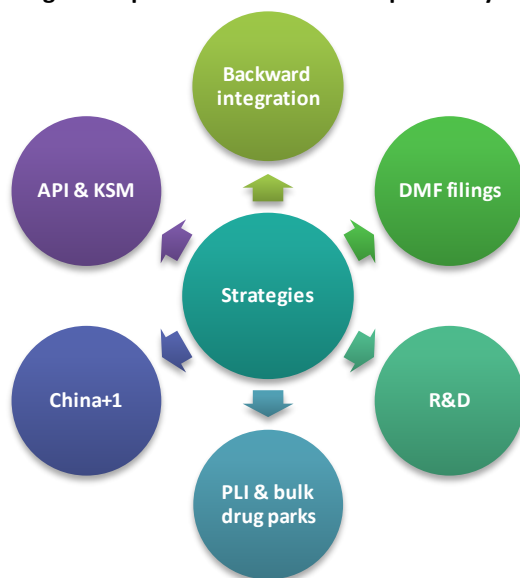 Backward
integration
API & KSM
DMF filings
Strategies
China+1
R&D
PLI & bulk
drug parks